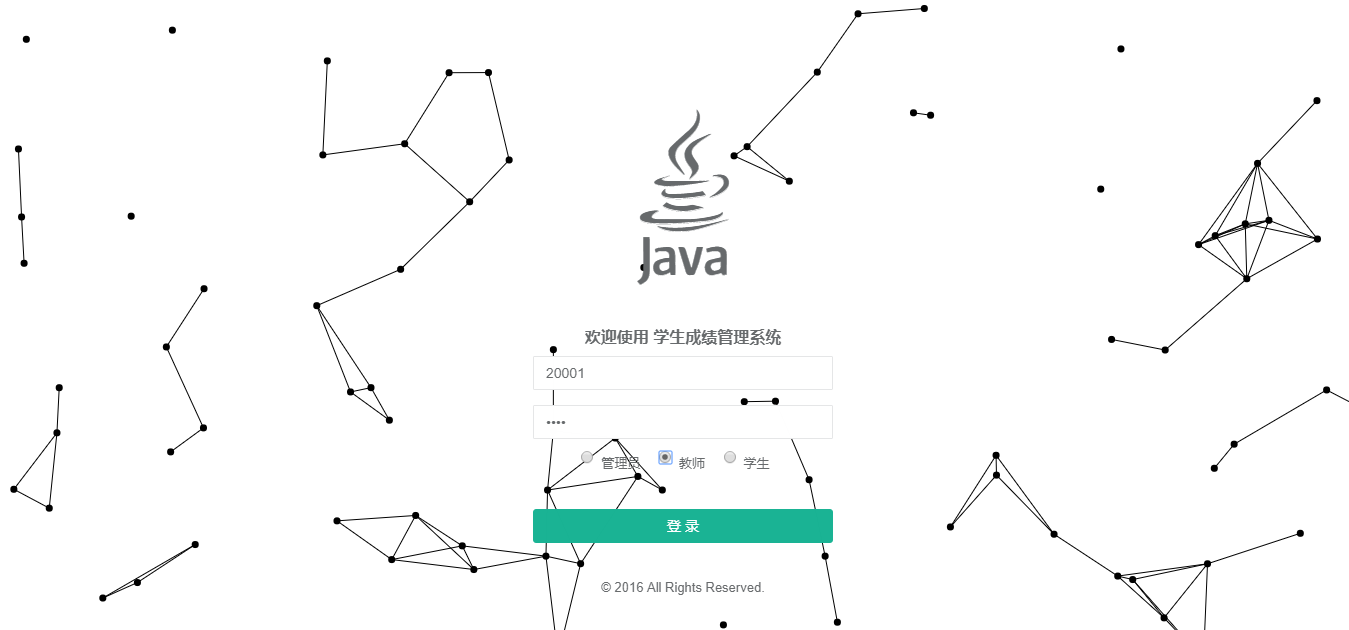 Java
欢迎使用 学生成绩管理系统
20001
••••
管理员 教师 学生
登 录
© 2016 All Rights Reserved.